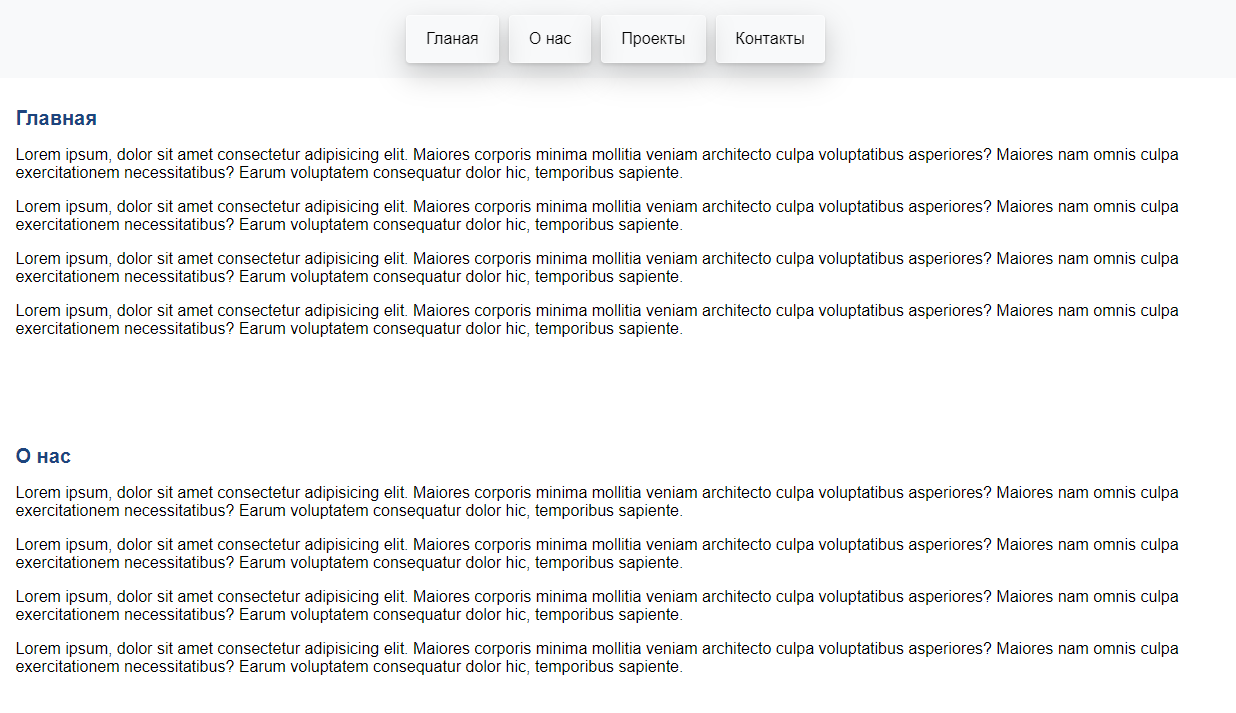 Гланая О нас Проекты Контакты
Главная
Lorem ipsum, dolor sit amet consectetur adipisicing elit. Maiores corporis minima mollitia veniam architecto culpa voluptatibus asperiores? Maiores nam omnis culpa
exercitationem necessitatibus? Earum voluptatem consequatur dolor hic, temporibus sapiente.
Lorem ipsum, dolor sit amet consectetur adipisicing elit. Maiores corporis minima mollitia veniam architecto culpa voluptatibus asperiores? Maiores nam omnis culpa
exercitationem necessitatibus? Earum voluptatem consequatur dolor hic, temporibus sapiente.
Lorem ipsum, dolor sit amet consectetur adipisicing elit. Maiores corporis minima mollitia veniam architecto culpa voluptatibus asperiores? Maiores nam omnis culpa
exercitationem necessitatibus? Earum voluptatem consequatur dolor hic, temporibus sapiente.
Lorem ipsum, dolor sit amet consectetur adipisicing elit. Maiores corporis minima mollitia veniam architecto culpa voluptatibus asperiores? Maiores nam omnis culpa
exercitationem necessitatibus? Earum voluptatem consequatur dolor hic, temporibus sapiente.
О нас
Lorem ipsum, dolor sit amet consectetur adipisicing elit. Maiores corporis minima mollitia veniam architecto culpa voluptatibus asperiores? Maiores nam omnis culpa
exercitationem necessitatibus? Earum voluptatem consequatur dolor hic, temporibus sapiente.
Lorem ipsum, dolor sit amet consectetur adipisicing elit. Maiores corporis minima mollitia veniam architecto culpa voluptatibus asperiores? Maiores nam omnis culpa
exercitationem necessitatibus? Earum voluptatem consequatur dolor hic, temporibus sapiente.
Lorem ipsum, dolor sit amet consectetur adipisicing elit. Maiores corporis minima mollitia veniam architecto culpa voluptatibus asperiores? Maiores nam omnis culpa
exercitationem necessitatibus? Earum voluptatem consequatur dolor hic, temporibus sapiente.
Lorem ipsum, dolor sit amet consectetur adipisicing elit. Maiores corporis minima mollitia veniam architecto culpa voluptatibus asperiores? Maiores nam omnis culpa
exercitationem necessitatibus? Earum voluptatem consequatur dolor hic, temporibus sapiente.